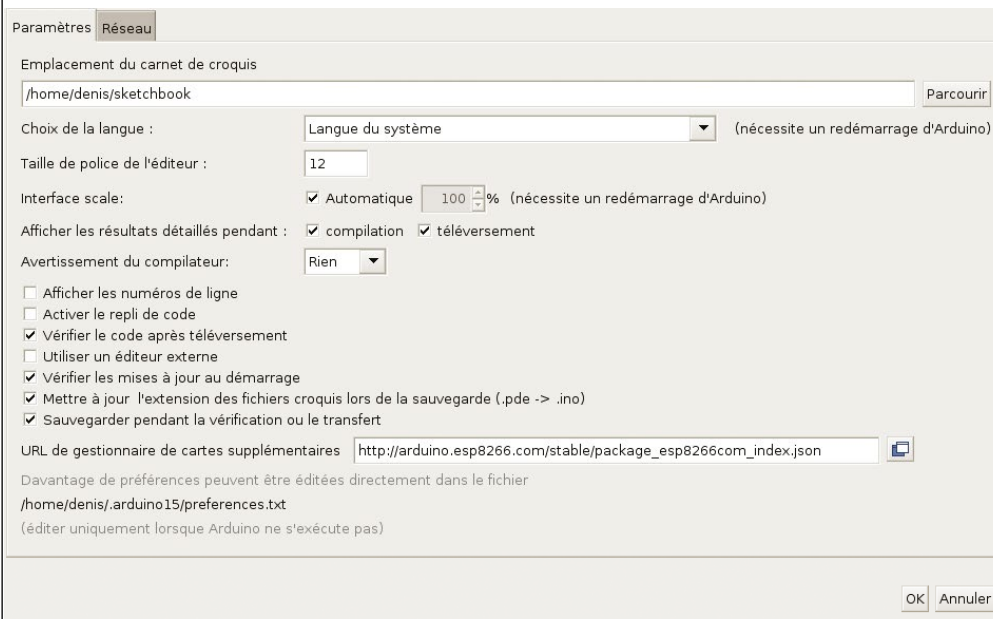 Paramètres Réseau
Emplacement du carnet de croquis
/home/denis/sketchbook Parcourir
Choix de la langue : Langue du système (nécessite un redémarrage d'Arduino)
Taille de police de l'éditeur : 12
Interface scale: Automatique 100 % (nécessite un redémarrage d'Arduino)
Afficher les résultats détaillés pendant : compilation téléversement
Avertissement du compilateur: Rien
Afficher les numéros de ligne
Activer le repli de code
Vérifier le code après téléversement
Utiliser un éditeur externe
Vérifier les mises à jour au démarrage
Mettre à jour  l'extension des fichiers croquis lors de la sauvegarde (.pde -> .ino)
Sauvegarder pendant la vérification ou le transfert
URL de gestionnaire de cartes supplémentaires http://arduino.esp8266.com/stable/package_esp8266com_index.json
Davantage de préférences peuvent être éditées directement dans le fichier
/home/denis/.arduino15/preferences.txt
(éditer uniquement lorsque Arduino ne s'exécute pas)
OK Annuler